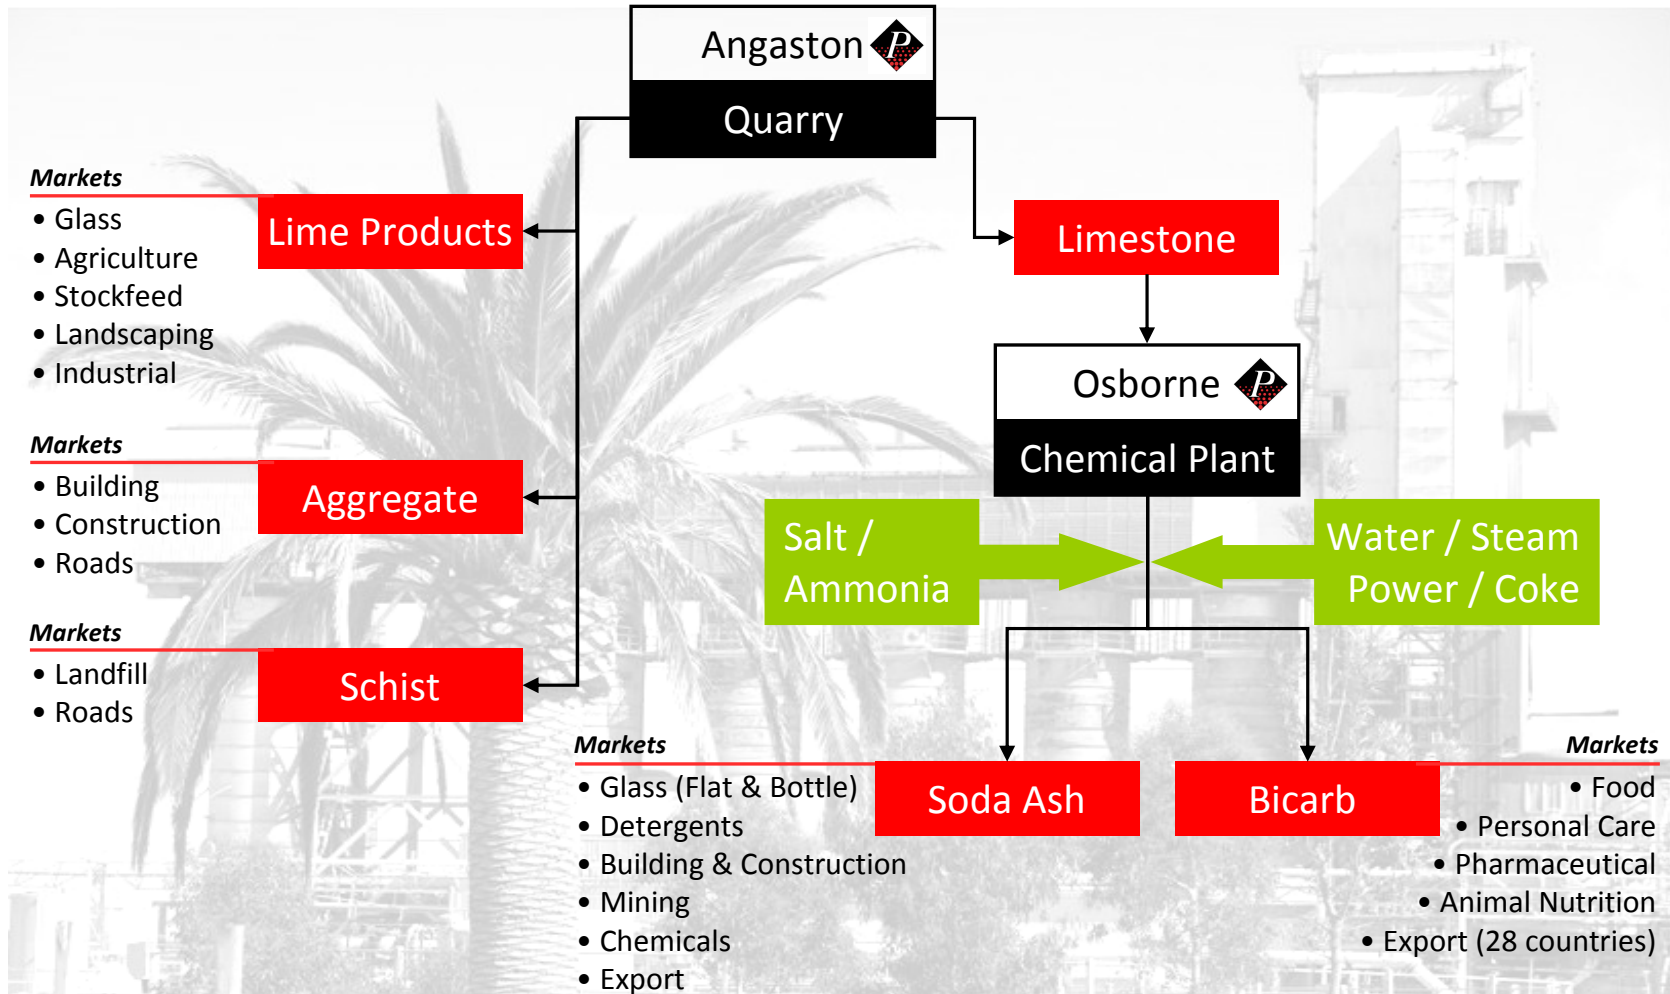 Angaston P
Quarry
Markets
• Glass
• Agriculture
• Stockfeed
• Landscaping
• Industrial
Lime Products
Limestone
Osborne P
Chemical Plant
Markets
• Building
• Construction
• Roads
Aggregate
Salt /
Ammonia
Water / Steam
Power / Coke
Markets
• Landfill
• Roads
Schist
Markets
• Glass (Flat & Bottle)
• Detergents
• Building & Construction
• Mining
• Chemicals
• Export
Soda Ash
Bicarb
Markets
• Food
• Personal Care
• Pharmaceutical
• Animal Nutrition
• Export (28 countries)